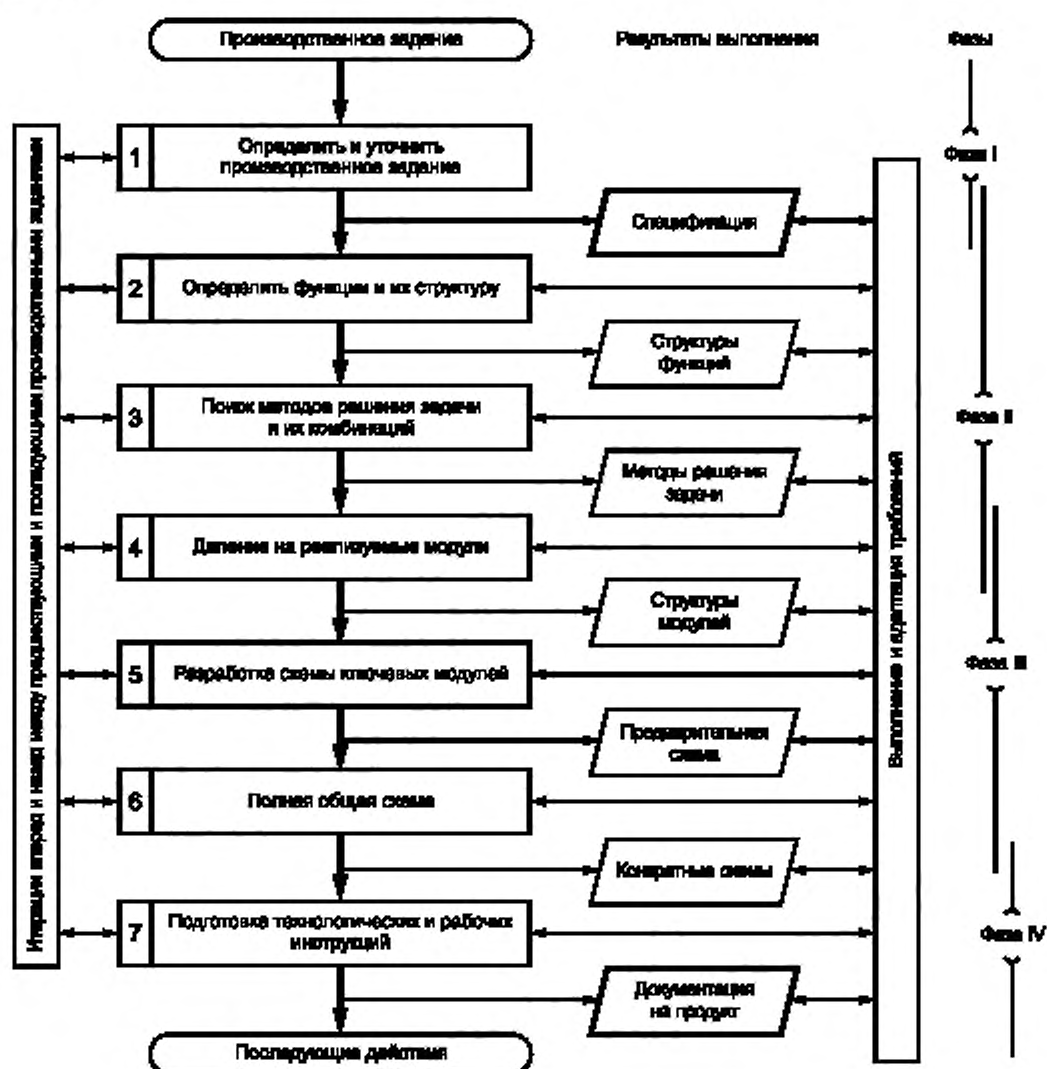 Производственное задание
Результаты выполнения
Фазы
1
Определить и уточнить
производственное задание
Фаза I
Спецификация
2
Определить функции и их структуру
Структуры
функций
3
Поиск методов решения задачи
и их комбинаций
Фаза II
Методы решения
задачи
4
Деление на реализуемые модули
Структуры
модулей
5
Разработка схемы ключевых модулей
Фаза III
Предварительная
схема
6
Полная общая схема
Конкретные схемы
7
Подготовка технологических и рабочих
инструкций
Фаза IV
Документация
на продукт
Последующие действия
Итерации вперед и назад между предшествующими и последующими производственными заданиями
Выполнение и адаптация требований